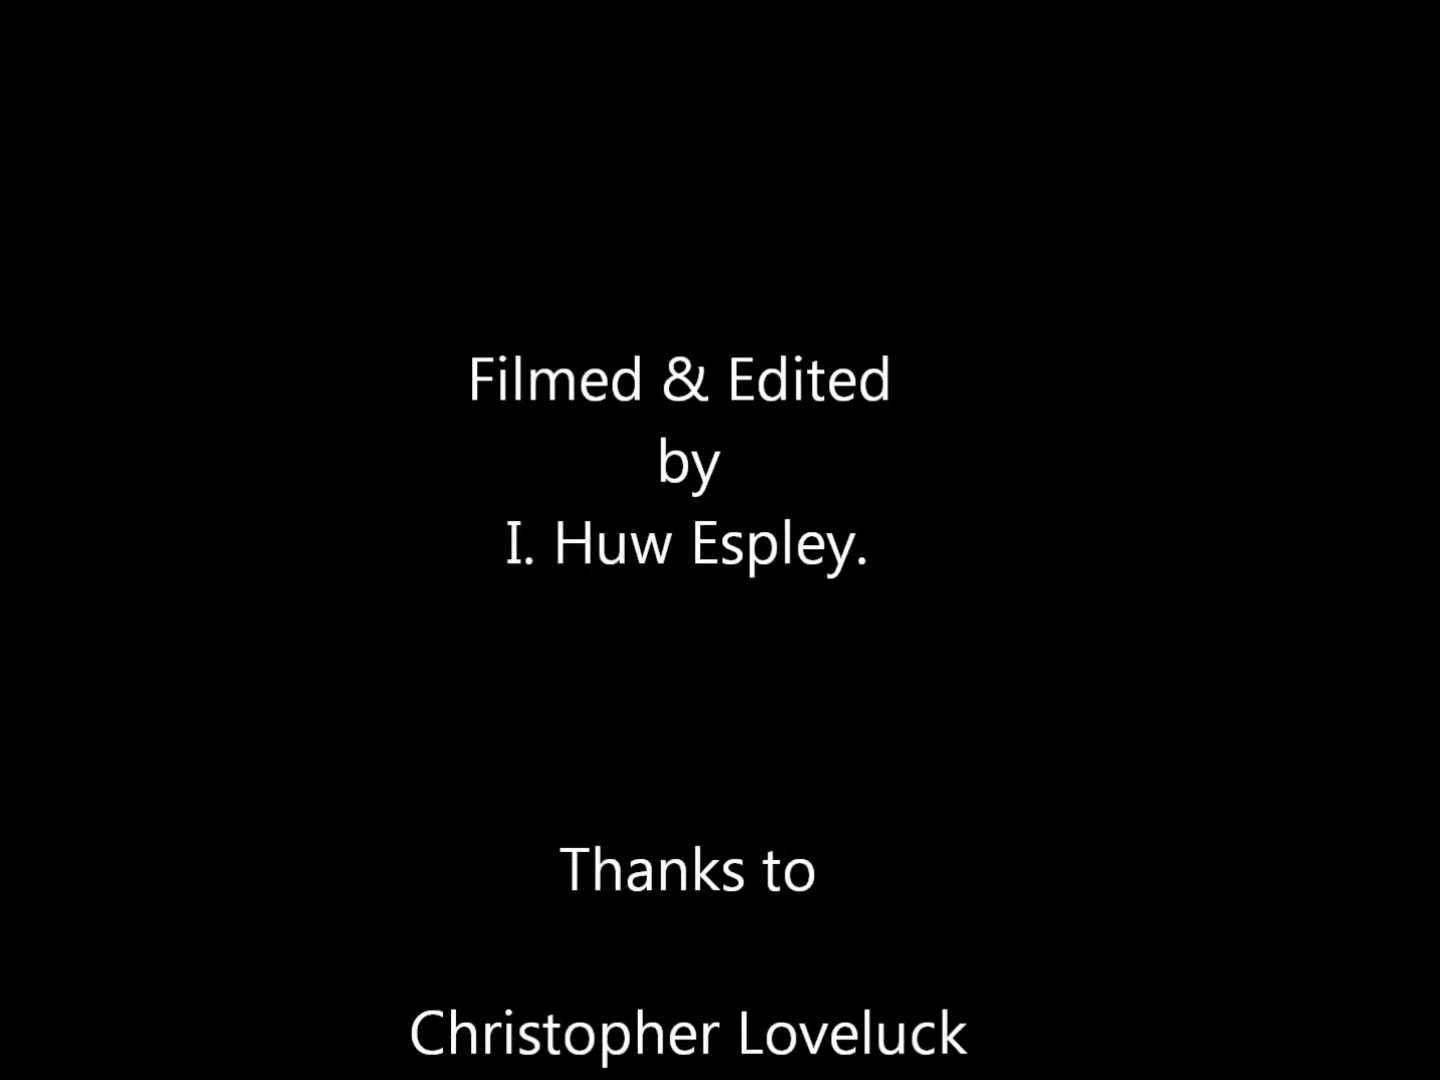 Filmed & Edited
by
I. Huw Espley.
Thanks to
Christopher Loveluck